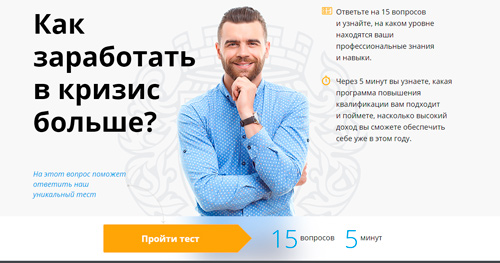 Как
заработать
в кризис
больше?
На этот вопрос поможет
ответить наш
уникальный тест
Ответьте на 15 вопросов
и узнайте, на каком уровне
находятся ваши
профессиональные знания
и навыки.
Через 5 минут вы узнаете, какая
программа повышения
квалификации вам подходит
и поймете, насколько высокий
доход вы сможете обеспечить
себе уже в этом году.
Пройти тест
15 вопросов
5 минут